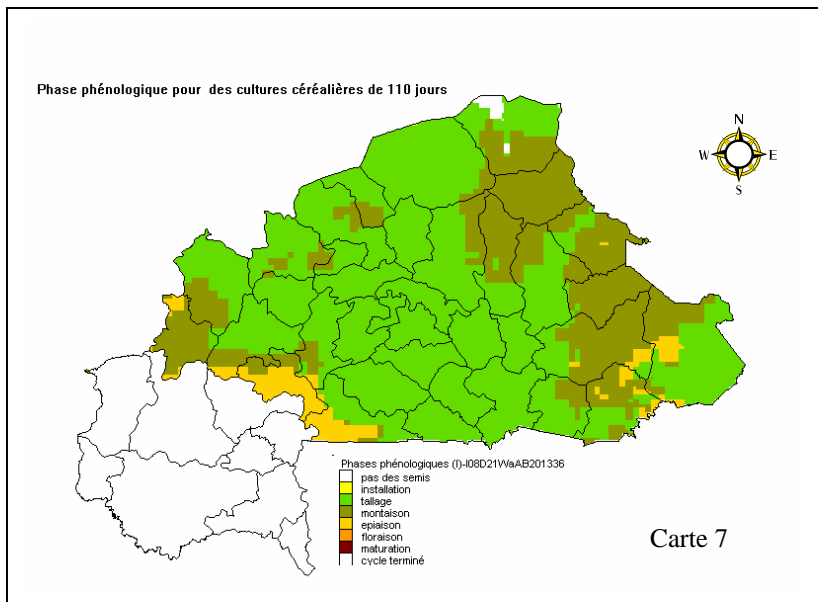 Phase phénologique pour des cultures céréalières de 110 jours
N
W E
S
Phases phénologiques (I)-I08D21WaAB201336
pas des semis
installation
tallage
montaison
epiaison
floraison
maturation
cycle terminé
Carte 7